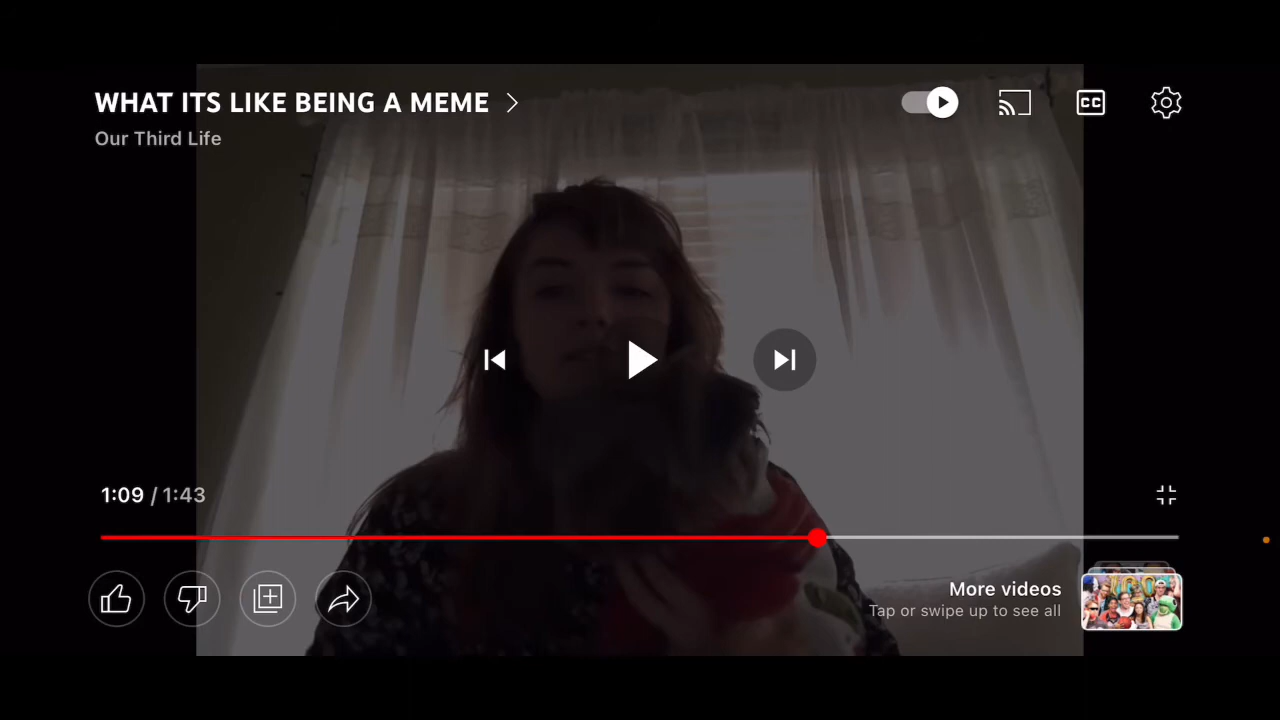 WHAT ITS LIKE BEING A MEME
Our Third Life
CC
1:09 / 1:43
More videos
Tap or swipe up to see all